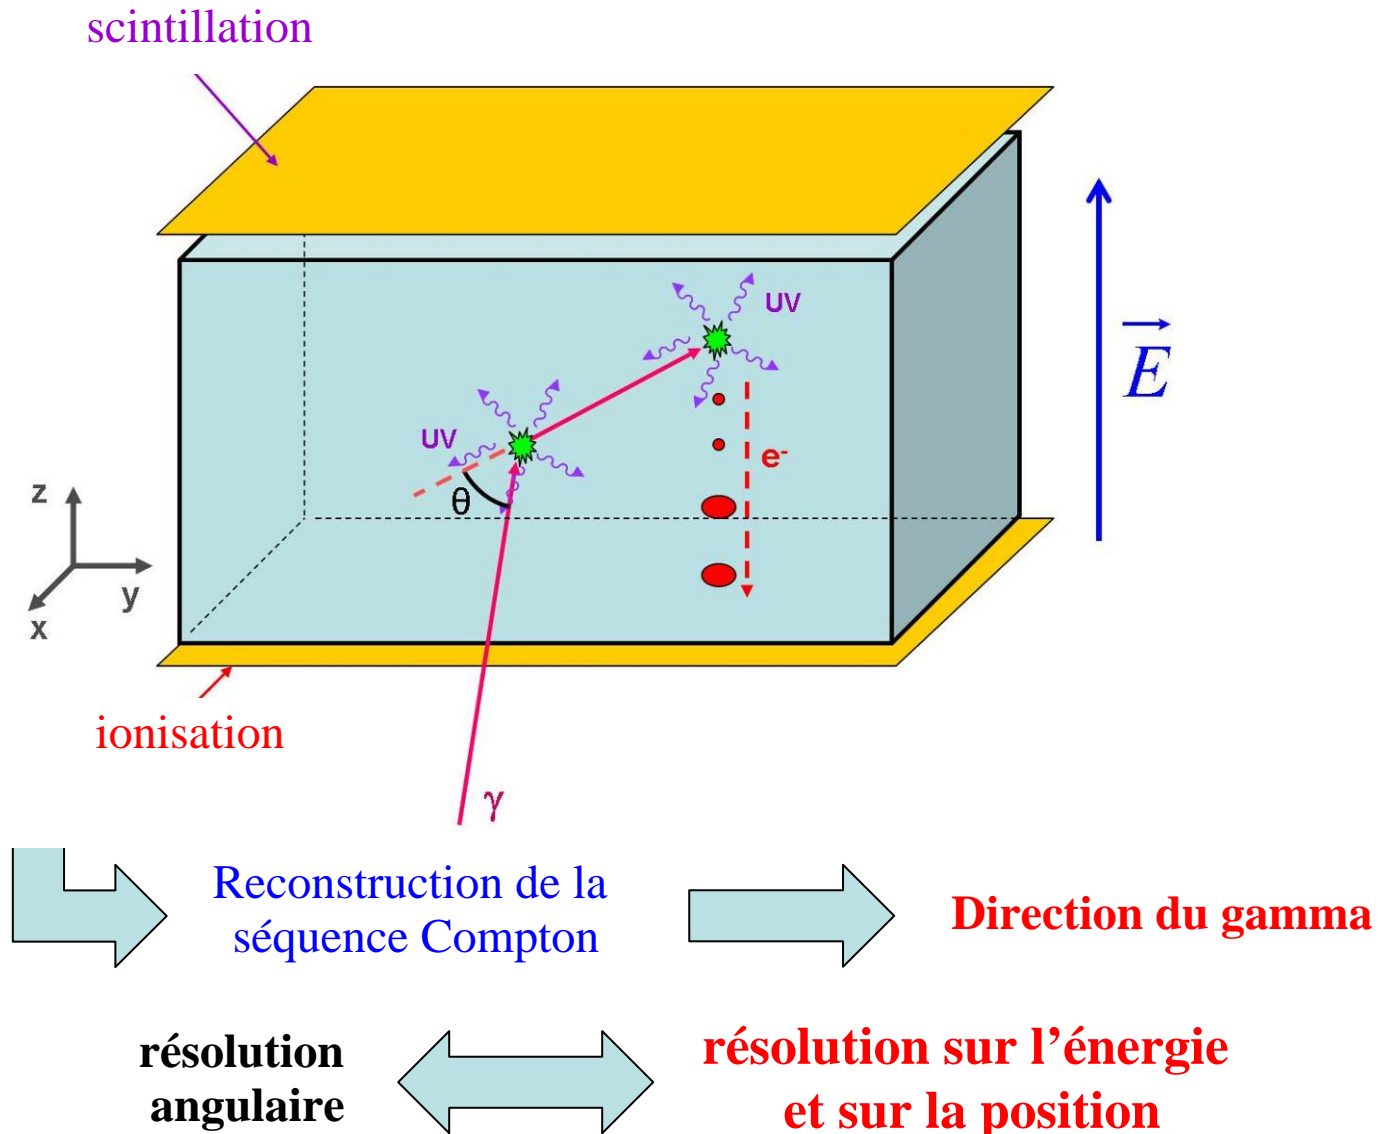 scintillation
UV
UV
E
e-
θ
z
y
x
ionisation
γ
Reconstruction de la
séquence Compton
Direction du gamma
résolution
angulaire
résolution sur l’énergie
et sur la position